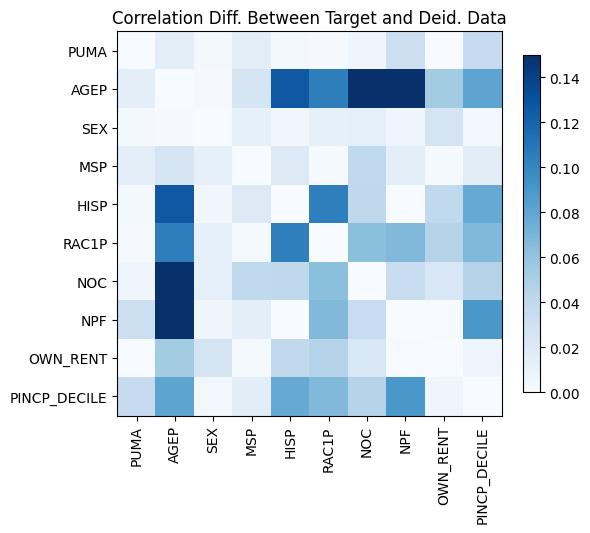 Correlation Diff. Between Target and Deid. Data
PUMA
AGEP
SEX
MSP
HISP
RAC1P
NOC
NPF
OWN_RENT
PINCP_DECILE
PUMA
AGEP
SEX
MSP
HISP
RAC1P
NOC
NPF
OWN_RENT
PINCP_DECILE
0.14
0.12
0.10
0.08
0.06
0.04
0.02
0.00